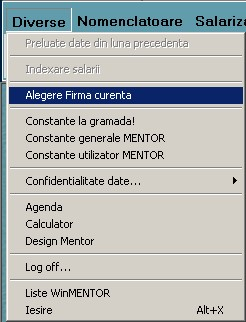 Diverse Nomenclatoare Salariza
Preluate date din luna precedenta
Indexare salarii
Alegere Firma curenta
Constante la gramada!
Constante generale MENTOR
Constante utilizator MENTOR
Confidentialitate date...
Agenda
Calculator
Design Mentor
Log off...
Liste WinMENTOR
Iesire Alt+X